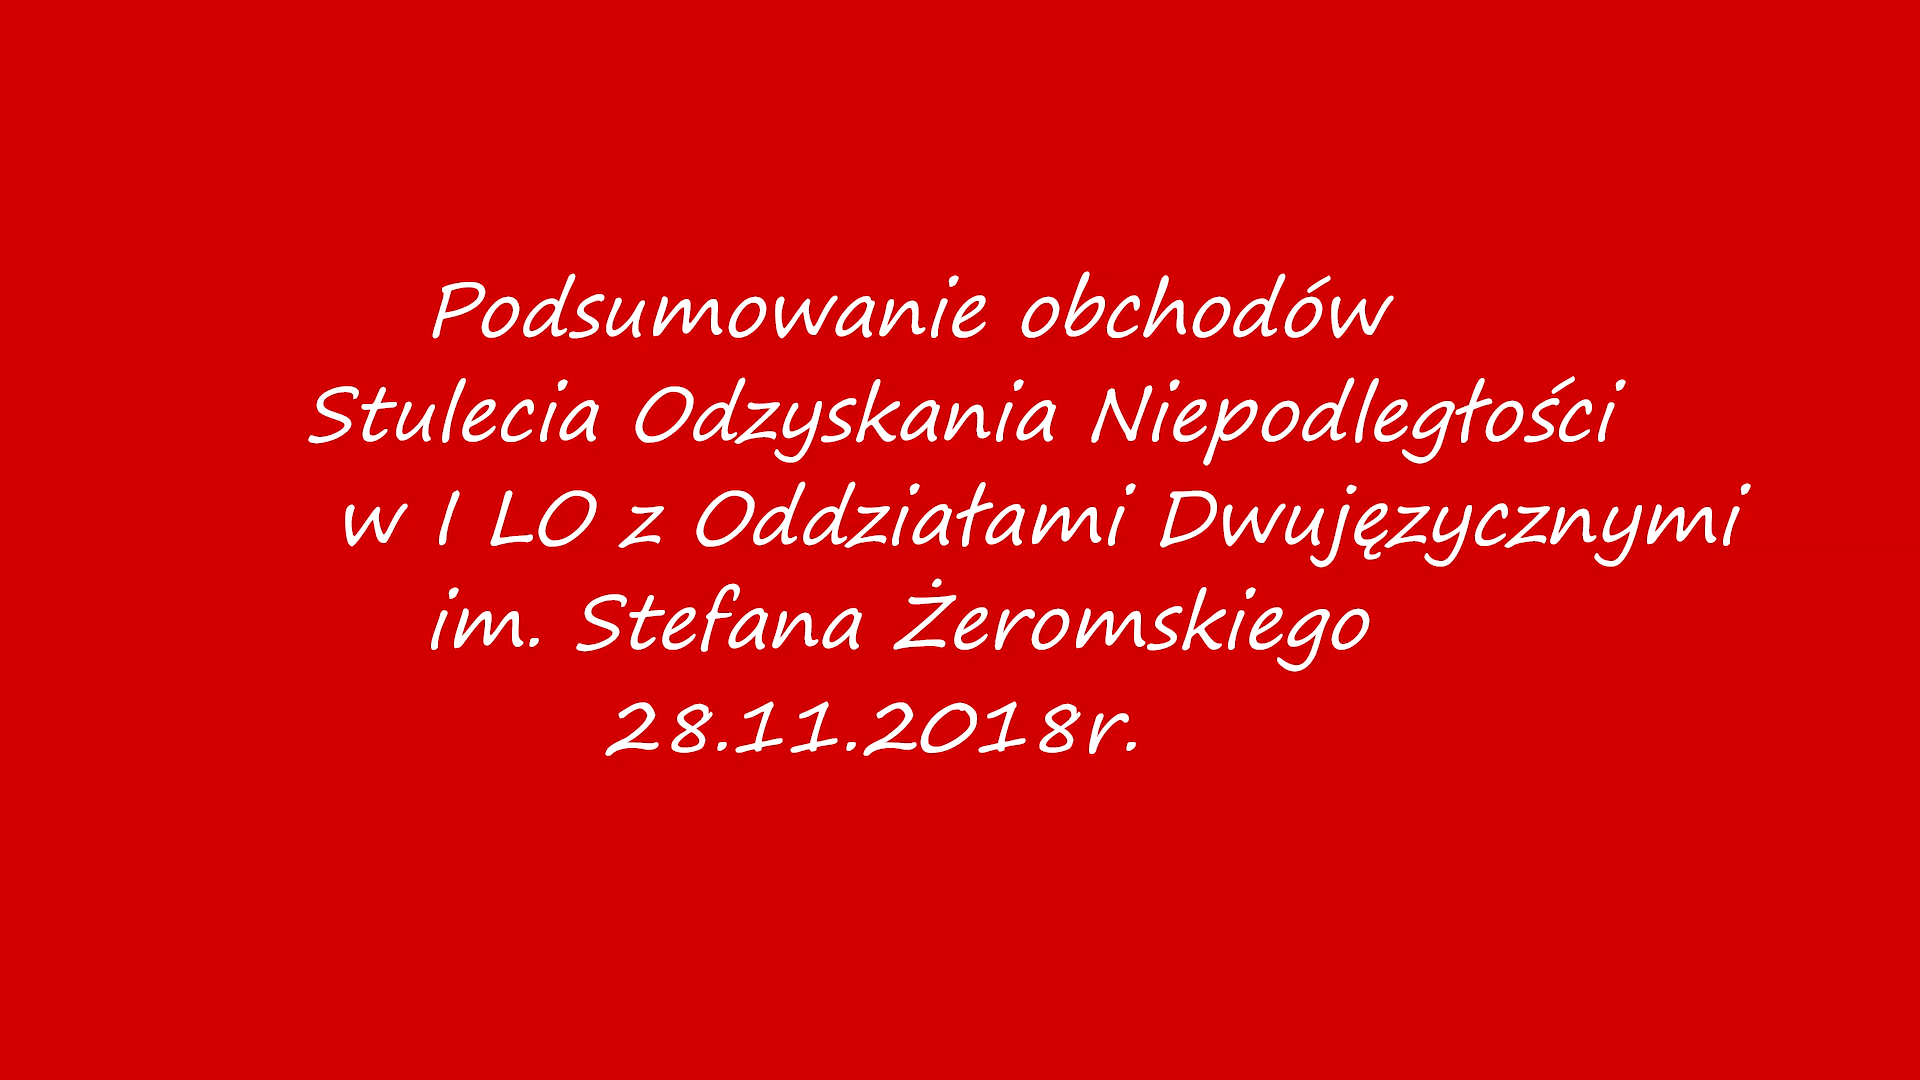 Podsumowanie obchodów
Stulecia Odzyskania Niepodległości
w I LO z Oddziałami Dwujęzycznymi
im. Stefana Żeromskiego
28.11.2018r.